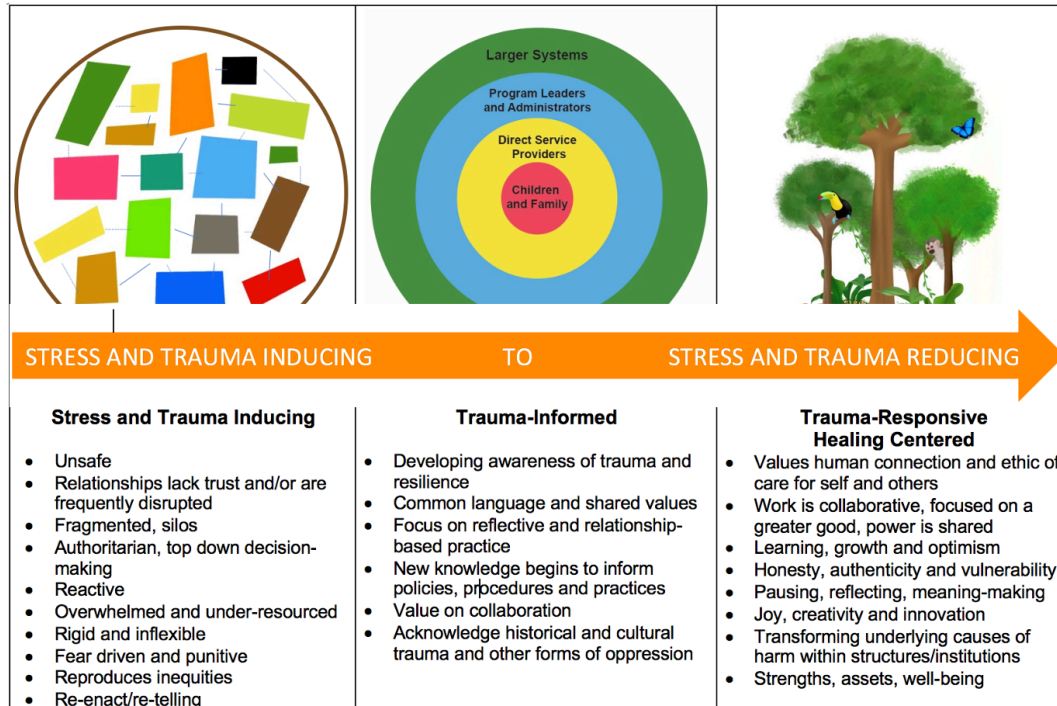 Larger Systems
Program Leaders
and Administrators
Direct Service
Providers
Children
and Family
STRESS AND TRAUMA INDUCING TO STRESS AND TRAUMA REDUCING
Stress and Trauma Inducing
• Unsafe
• Relationships lack trust and/or are
frequently disrupted
• Fragmented, silos
• Authoritarian, top down decision-
making
• Reactive
• Overwhelmed and under-resourced
• Rigid and inflexible
• Fear driven and punitive
• Reproduces inequities
• Re-enact/re-telling
Trauma-Informed
• Developing awareness of trauma and
resilience
• Common language and shared values
• Focus on reflective and relationship-
based practice
• New knowledge begins to inform
policies, procedures and practices
• Value on collaboration
• Acknowledge historical and cultural
trauma and other forms of oppression
Trauma-Responsive
Healing Centered
• Values human connection and ethic of
care for self and others
• Work is collaborative, focused on a
greater good, power is shared
• Learning, growth and optimism
• Honesty, authenticity and vulnerability
• Pausing, reflecting, meaning-making
• Joy, creativity and innovation
• Transforming underlying causes of
harm within structures/institutions
• Strengths, assets, well-being